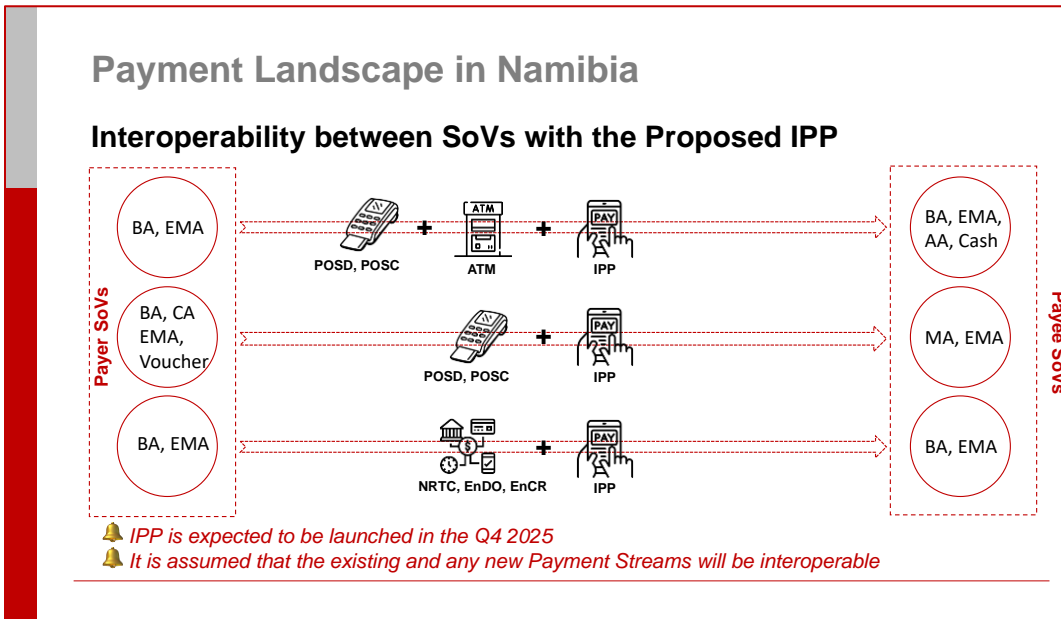 Payment Landscape in Namibia
Interoperability between SoVs with the Proposed IPP
Payer SoVs
BA, EMA
ATM
PAY
POSD, POSC
+
ATM
+
IPP
BA, EMA,
AA, Cash
BA, CA
EMA,
Voucher
PAY
POSD, POSC
+
IPP
MA, EMA
Payee SoVs
BA, EMA
$
PAY
NRTC, EnDO, EnCR
+
IPP
BA, EMA
IPP is expected to be launched in the Q4 2025
It is assumed that the existing and any new Payment Streams will be interoperable